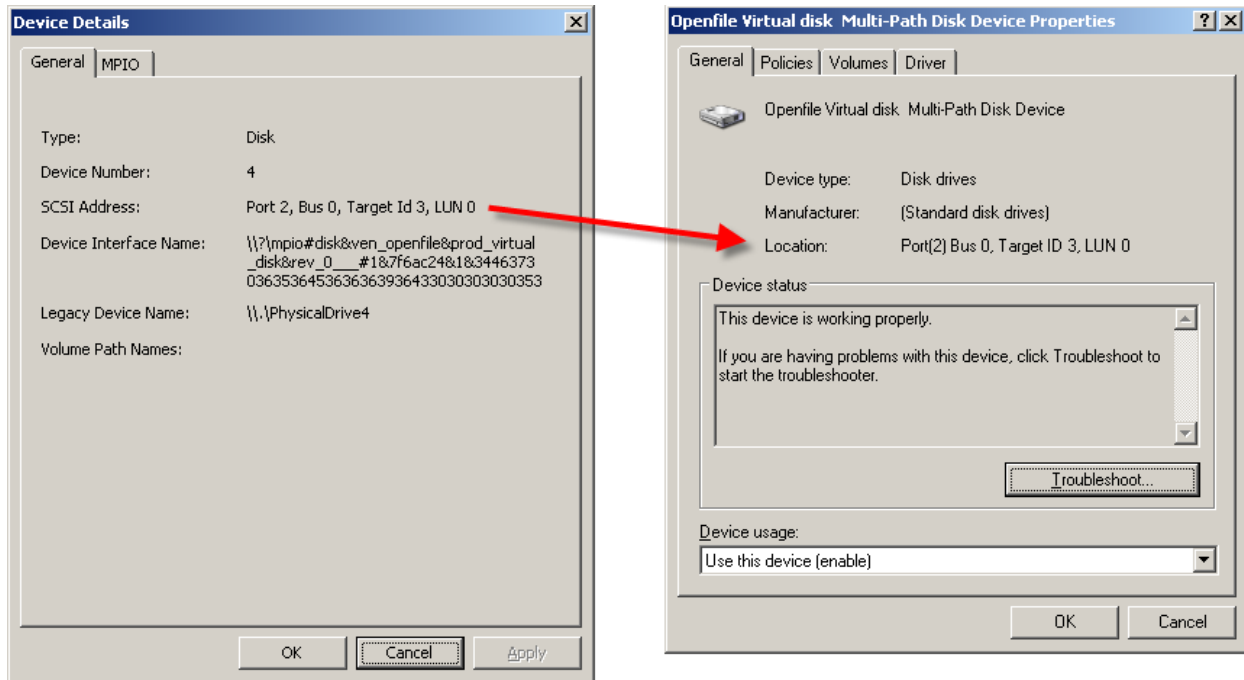 Device Details
General MPIO
Type: Disk
Device Number: 4
SCSI Address: Port 2, Bus 0, Target Id 3, LUN 0
Device Interface Name: \\?\mpio#disk&ven_openfile&prod_virtual
_disk&rev_0___#1&7f6ac24&1&3446373
036353645363636393643303030303053
Legacy Device Name: \\.\PhysicalDrive4
Volume Path Names:
OK Cancel Apply
Openfile Virtual disk Multi-Path Disk Device Properties
General Policies Volumes Driver
Openfile Virtual disk Multi-Path Disk Device
Device type: Disk drives
Manufacturer: (Standard disk drives)
Location: Port(2) Bus 0, Target ID 3, LUN 0
Device status
This device is working properly.
If you are having problems with this device, click Troubleshoot to
start the troubleshooter.
Troubleshoot...
Device usage:
Use this device (enable)
OK Cancel